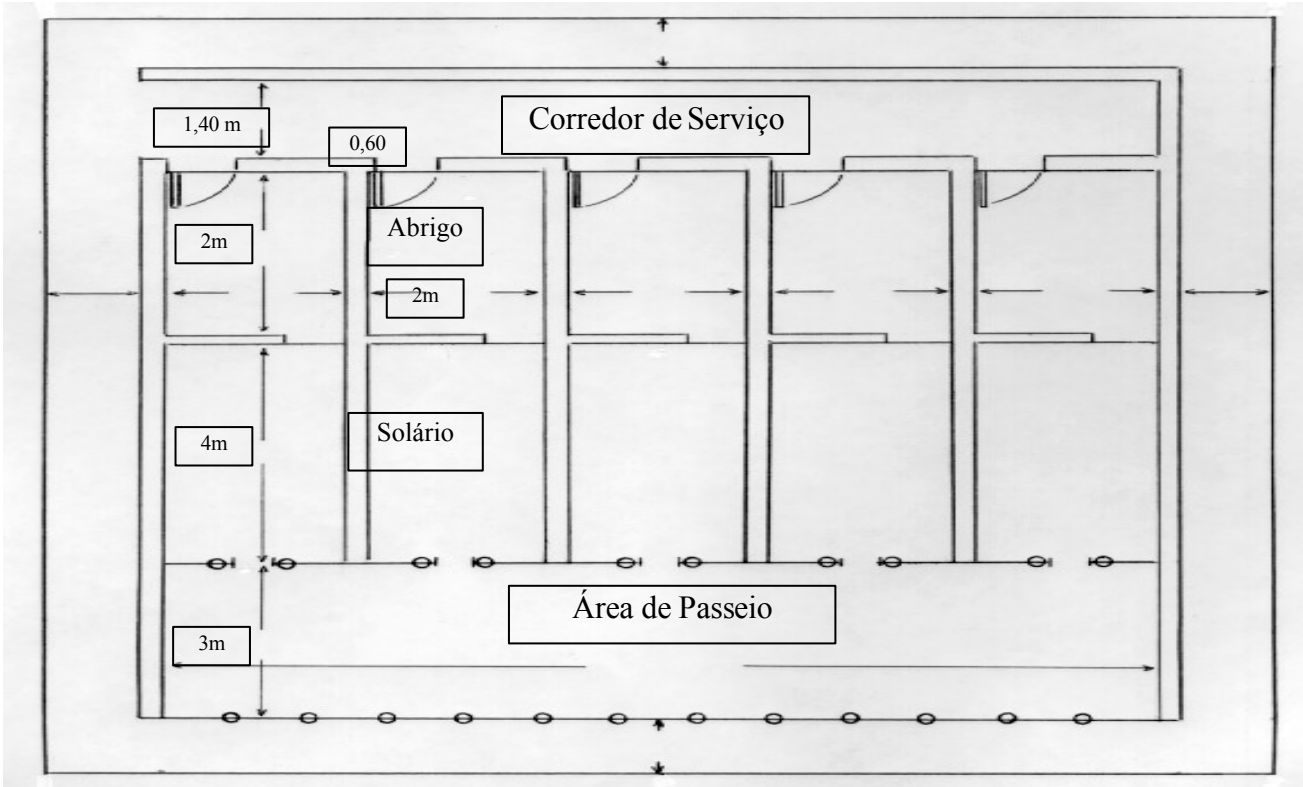 Corredor de Serviço
1,40 m
0,60
Abrigo
2m
2m
Solário
4m
Área de Passeio
3m